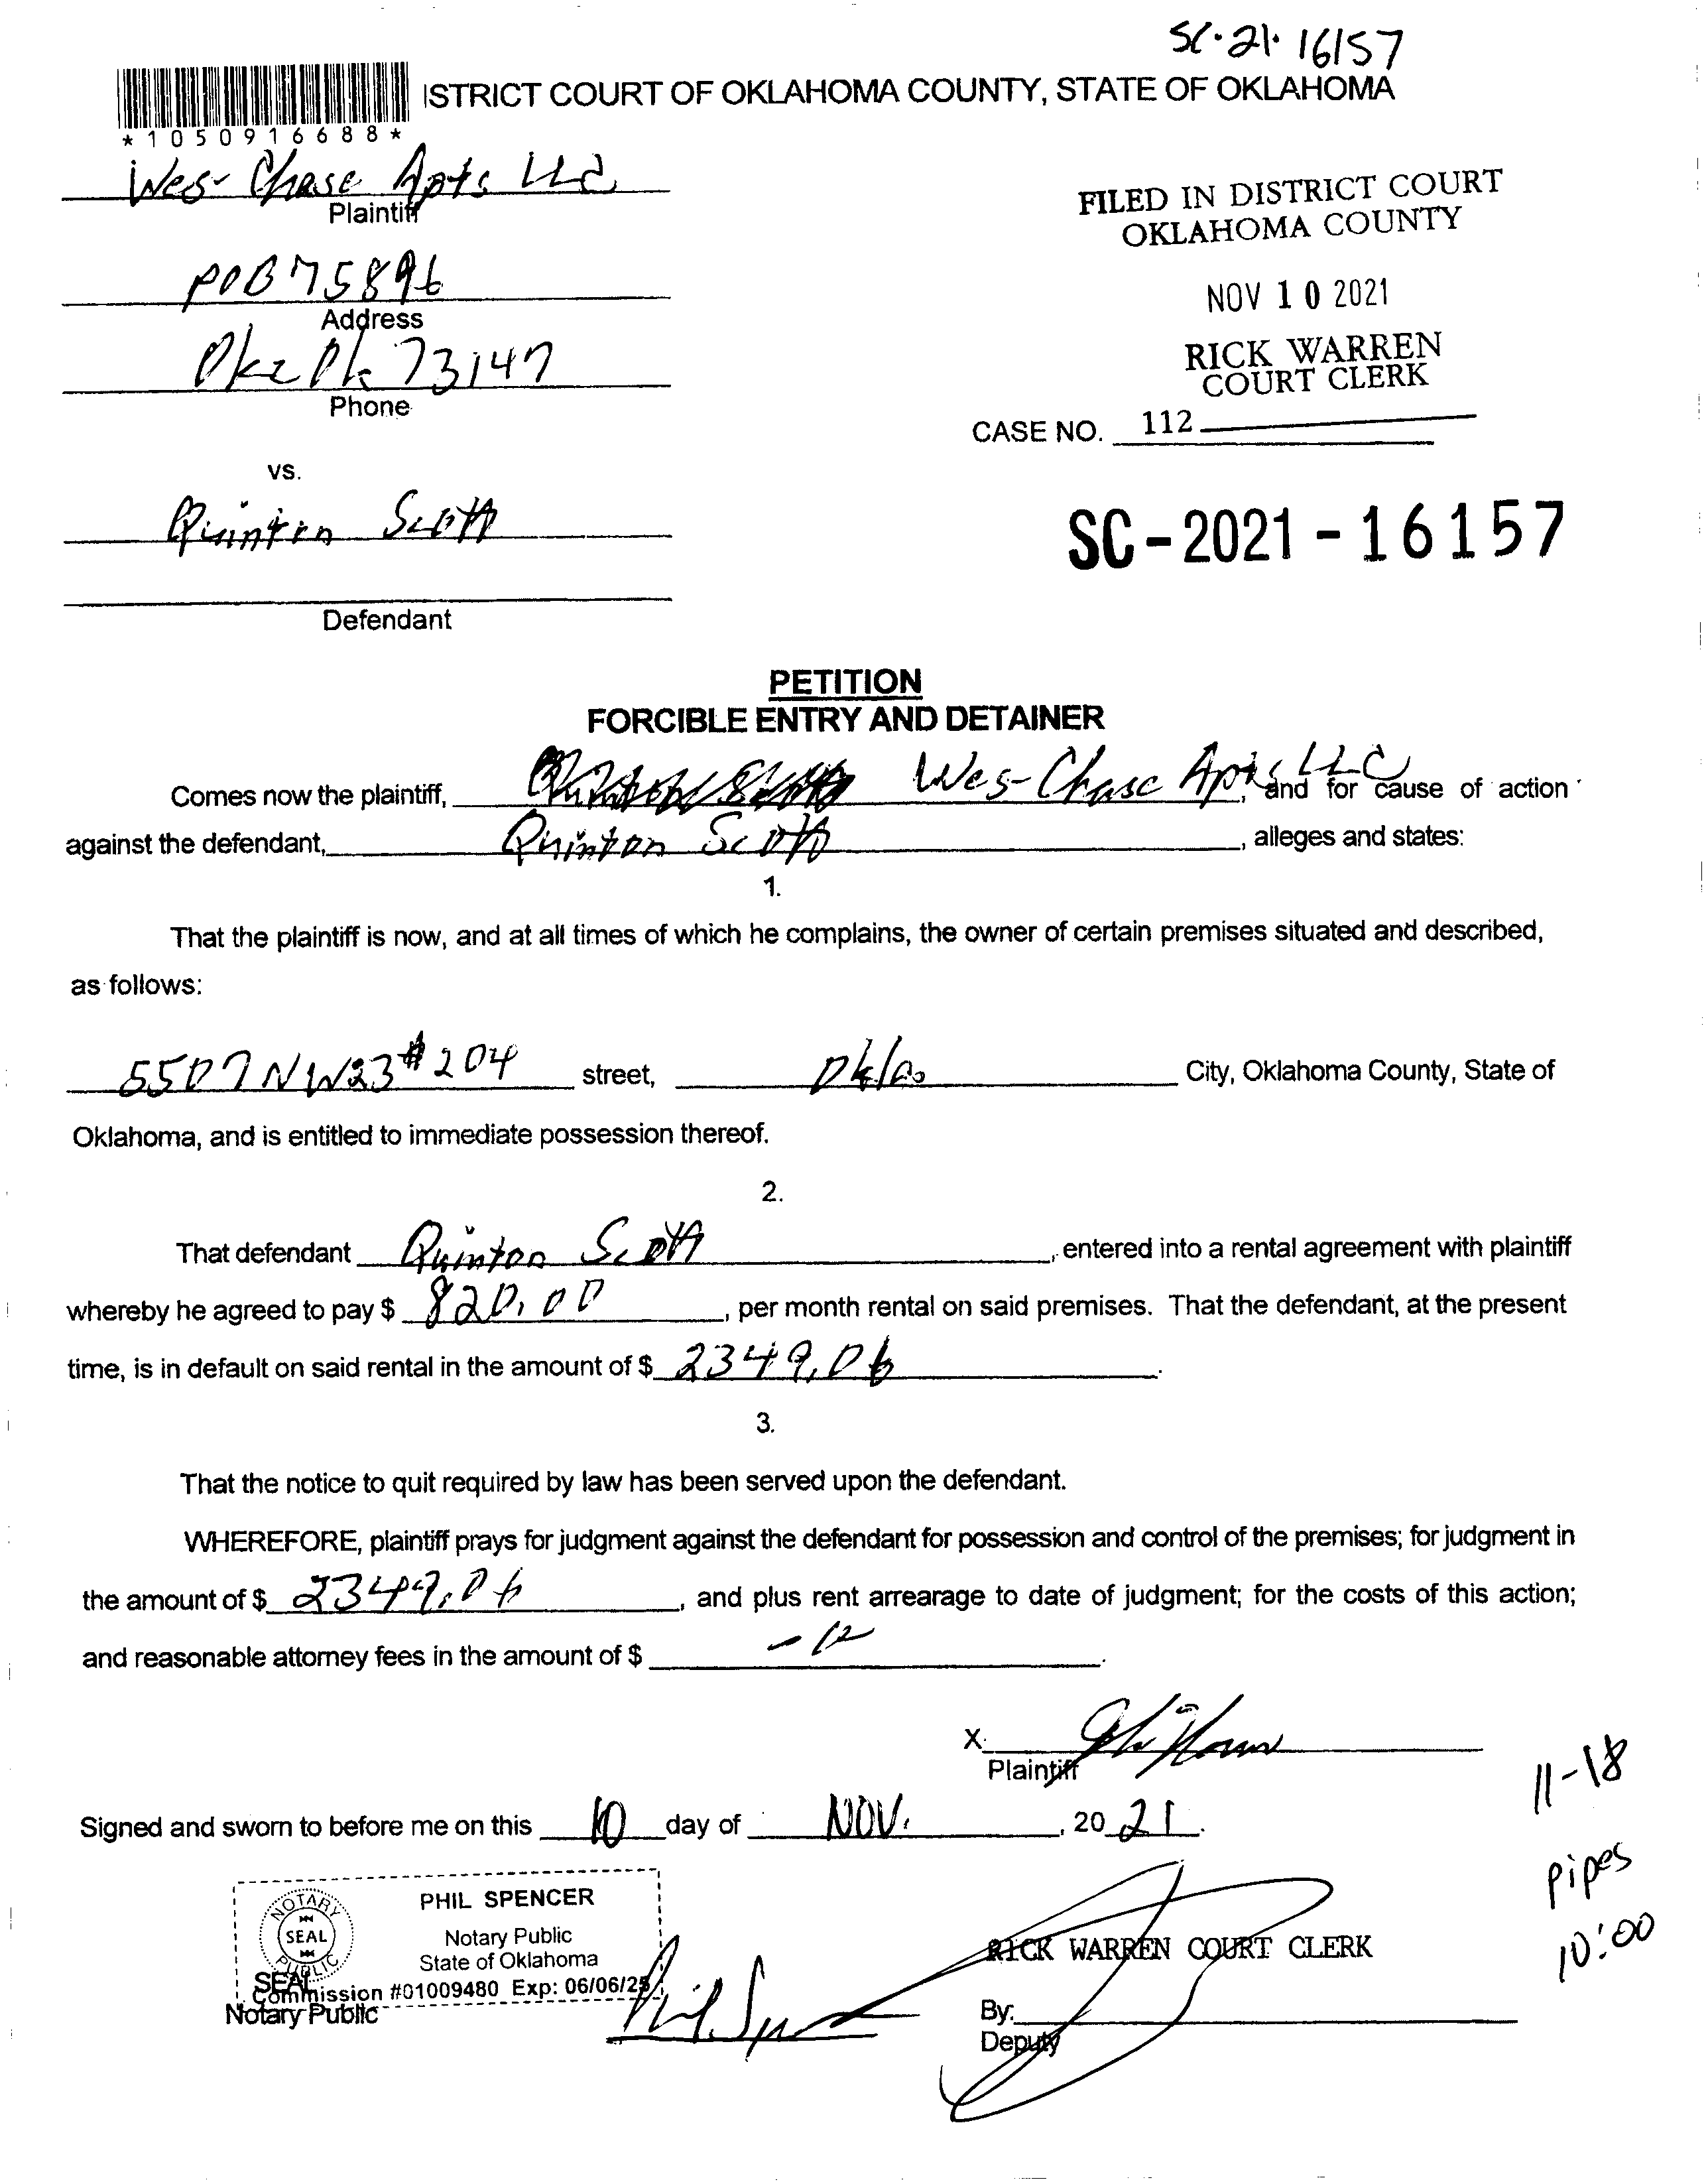 SC-21-16157
ISTRICT COURT OF OKLAHOMA COUNTY, STATE OF OKLAHOMA
*1050916688*
Wes-Chase Apts LLC
Plaintiff
POB 75896
Address
Okc Ok 73147
Phone
FILED IN DISTRICT COURT
OKLAHOMA COUNTY
NOV 10 2021
RICK WARREN
COURT CLERK
CASE NO. 112
vs.
Quinton Scott
SC-2021-16157
Defendant
PETITION
FORCIBLE ENTRY AND DETAINER
Comes now the plaintiff, Wes-Chase Apts LLC, and for cause of action
against the defendant, Quinton Scott, alleges and states:
1.
That the plaintiff is now, and at all times of which he complains, the owner of certain premises situated and described,
as follows:
5507 NW23 #204 street, Okla City, Oklahoma County, State of
Oklahoma, and is entitled to immediate possession thereof.
2.
That defendant Quinton Scott, entered into a rental agreement with plaintiff
whereby he agreed to pay $ 820.00, per month rental on said premises. That the defendant, at the present
time, is in default on said rental in the amount of $ 2349.06.
3.
That the notice to quit required by law has been served upon the defendant.
WHEREFORE, plaintiff prays for judgment against the defendant for possession and control of the premises; for judgment in
the amount of $ 2349.06, and plus rent arrearage to date of judgment; for the costs of this action;
and reasonable attorney fees in the amount of $
X
Plaintiff
11-18
Signed and sworn to before me on this 10 day of NOV., 2021.
pipes
10:00
NOTARY PUBLIC
SEAL
PHIL SPENCER
Notary Public
State of Oklahoma
SEAL
Commission #01009480 Exp: 06/06/25
Notary Public
Phil Spencer
RICK WARREN COURT CLERK
By:
Deputy